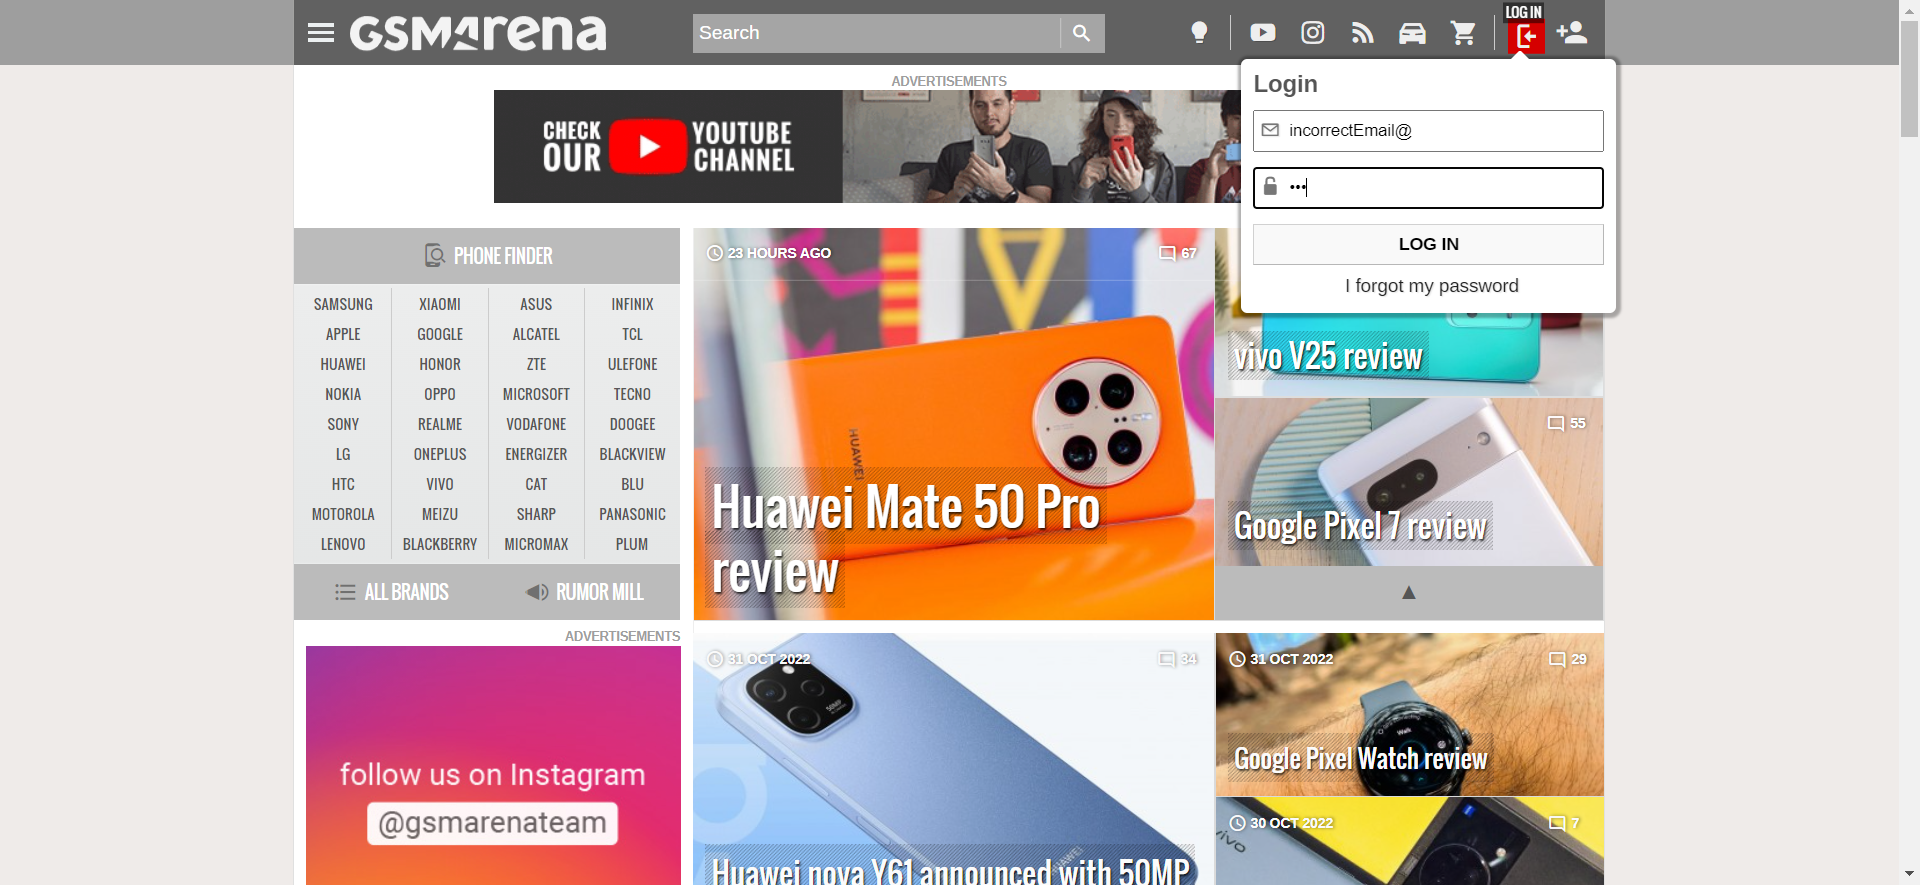 GSMArena
Search
LOG IN
ADVERTISEMENTS
CHECK
OUR
YOUTUBE
CHANNEL
Login
incorrectEmail@
•••
LOG IN
I forgot my password
PHONE FINDER
SAMSUNG XIAOMI ASUS INFINIX
APPLE GOOGLE ALCATEL TCL
HUAWEI HONOR ZTE ULEFONE
NOKIA OPPO MICROSOFT TECNO
SONY REALME VODAFONE DOOGEE
LG ONEPLUS ENERGIZER BLACKVIEW
HTC VIVO CAT BLU
MOTOROLA MEIZU SHARP PANASONIC
LENOVO BLACKBERRY MICROMAX PLUM
ALL BRANDS RUMOR MILL
23 HOURS AGO 67
HUAWEI
Huawei Mate 50 Pro
review
vivo V25 review
55
Google Pixel 7 review
▲
ADVERTISEMENTS
follow us on Instagram
@gsmarenateam
31 OCT 2022 34
50MP
HUAWEI
Huawei nova Y61 announced with 50MP
31 OCT 2022 29
Walk
Google Pixel Watch review
30 OCT 2022 7
vivo